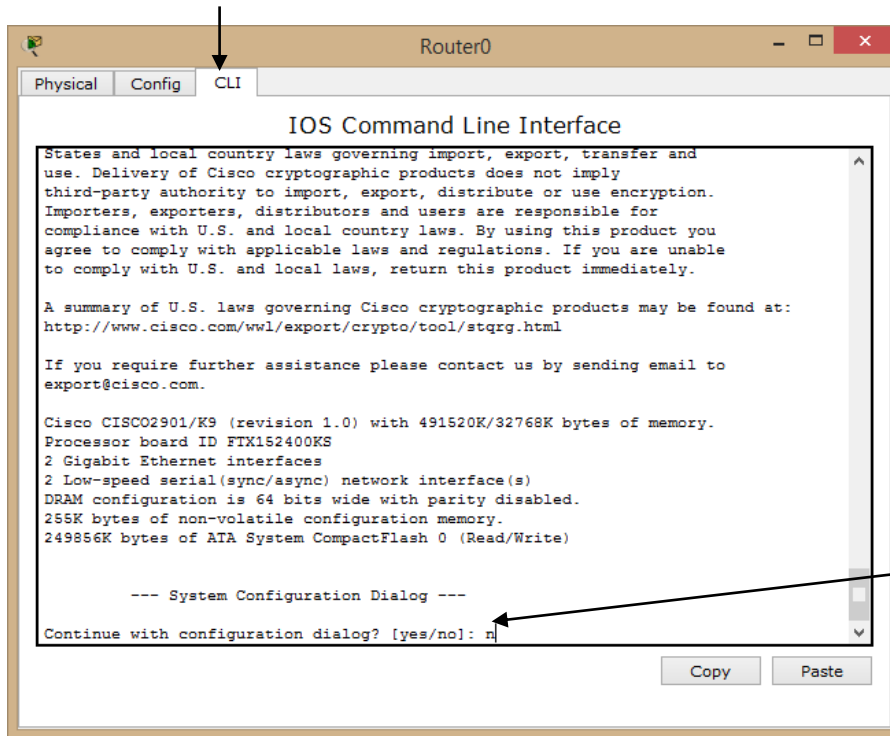 Router0
Physical Config CLI
IOS Command Line Interface
States and local country laws governing import, export, transfer and
use. Delivery of Cisco cryptographic products does not imply
third-party authority to import, export, distribute or use encryption.
Importers, exporters, distributors and users are responsible for
compliance with U.S. and local country laws. By using this product you
agree to comply with applicable laws and regulations. If you are unable
to comply with U.S. and local laws, return this product immediately.
A summary of U.S. laws governing Cisco cryptographic products may be found at:
http://www.cisco.com/wwl/export/crypto/tool/stqrg.html
If you require further assistance please contact us by sending email to
export@cisco.com.
Cisco CISCO2901/K9 (revision 1.0) with 491520K/32768K bytes of memory.
Processor board ID FTX152400KS
2 Gigabit Ethernet interfaces
2 Low-speed serial(sync/async) network interface(s)
DRAM configuration is 64 bits wide with parity disabled.
255K bytes of non-volatile configuration memory.
249856K bytes of ATA System CompactFlash 0 (Read/Write)
--- System Configuration Dialog ---
Continue with configuration dialog? [yes/no]: n
Copy Paste